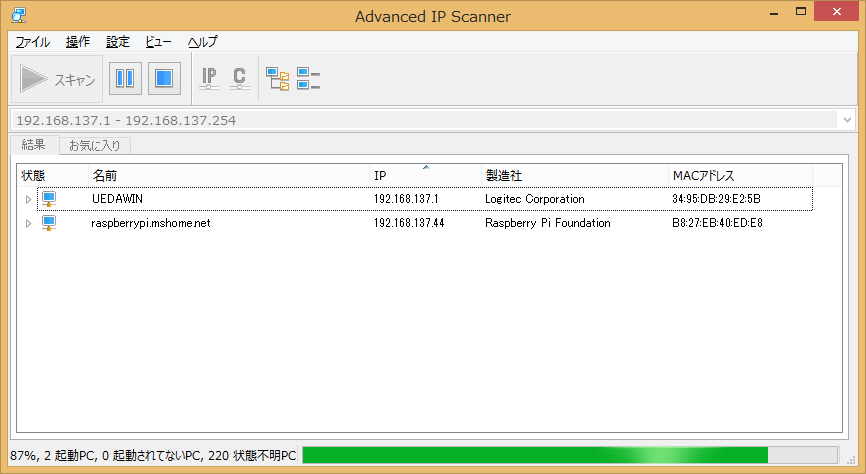 Advanced IP Scanner
ファイル 操作 設定 ビュー ヘルプ
スキャン IP C
192.168.137.1 - 192.168.137.254
結果 お気に入り
状態 名前 IP 製造社 MACアドレス
UEDAWIN 192.168.137.1 Logitec Corporation 34:95:DB:29:E2:5B
raspberrypi.mshome.net 192.168.137.44 Raspberry Pi Foundation B8:27:EB:40:ED:E8
87%, 2 起動PC, 0 起動されてないPC, 220 状態不明PC